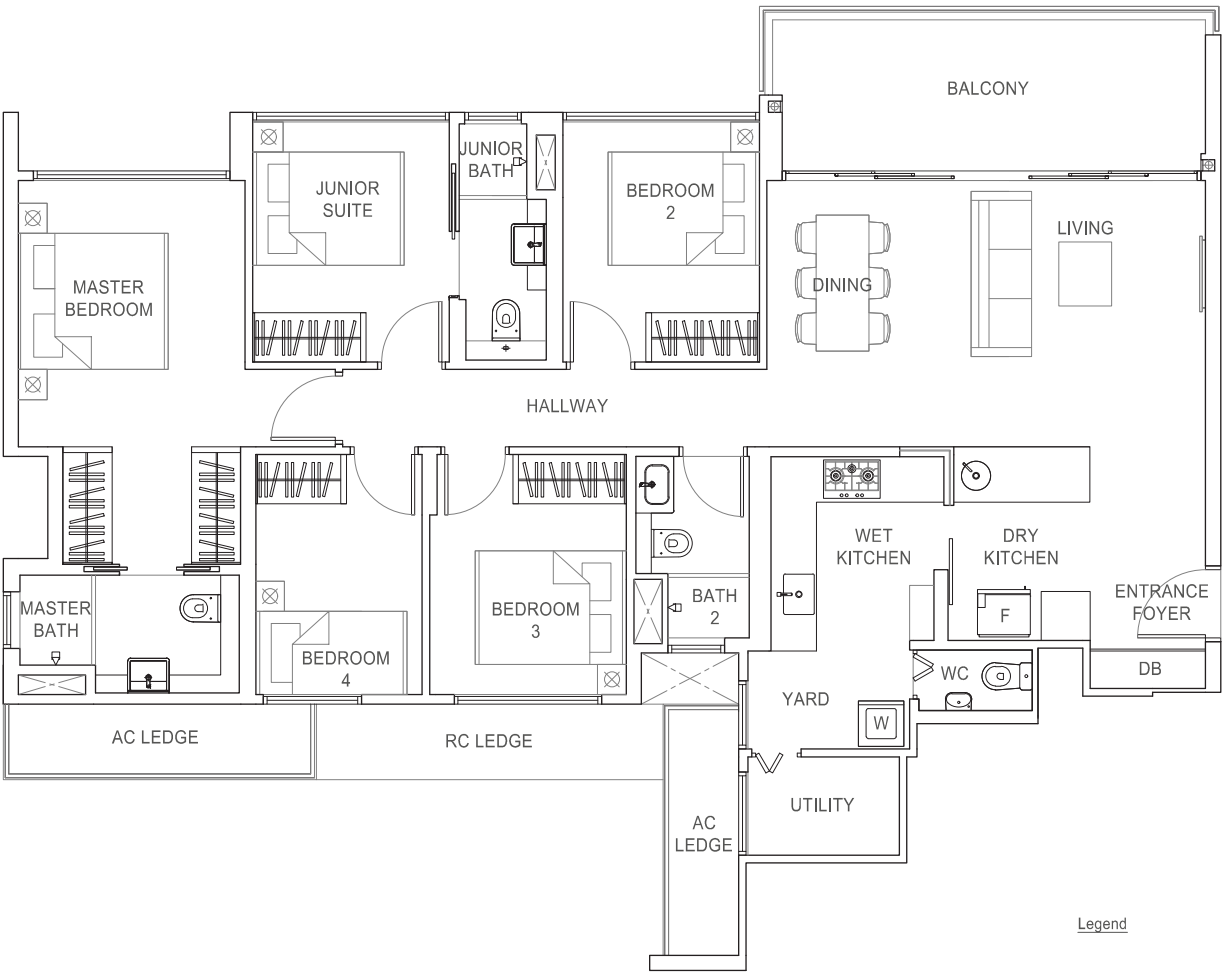 BALCONY
JUNIOR
BATH
JUNIOR
SUITE
BEDROOM
2
LIVING
MASTER
BEDROOM
DINING
HALLWAY
WET
KITCHEN
DRY
KITCHEN
ENTRANCE
FOYER
MASTER
BATH
BEDROOM
3
BATH
2
F
BEDROOM
4
WC
DB
YARD
W
AC LEDGE
RC LEDGE
UTILITY
AC
LEDGE
Legend